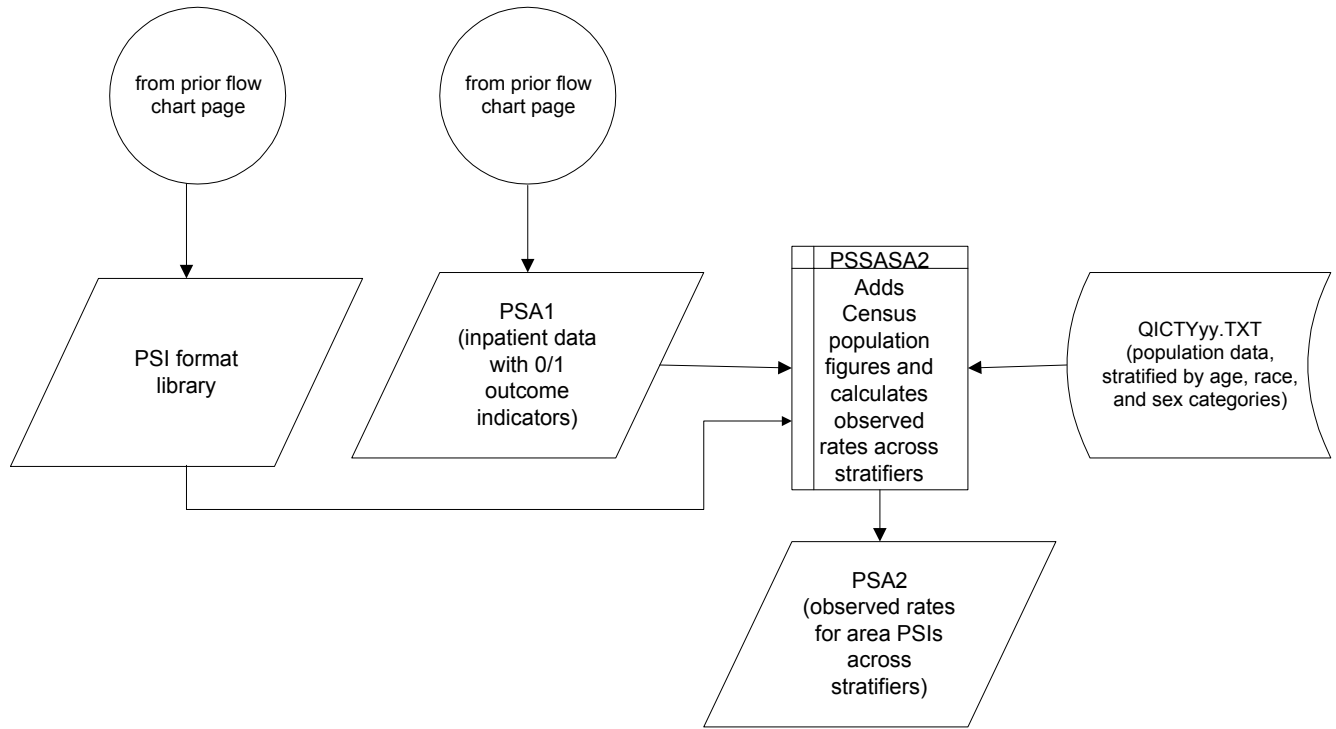 from prior flow
chart page
from prior flow
chart page
PSI format
library
PSA1
(inpatient data
with 0/1
outcome
indicators)
PSSASA2
Adds
Census
population
figures and
calculates
observed
rates across
stratifiers
QICTYyy.TXT
(population data,
stratified by age, race,
and sex categories)
PSA2
(observed rates
for area PSIs
across
stratifiers)